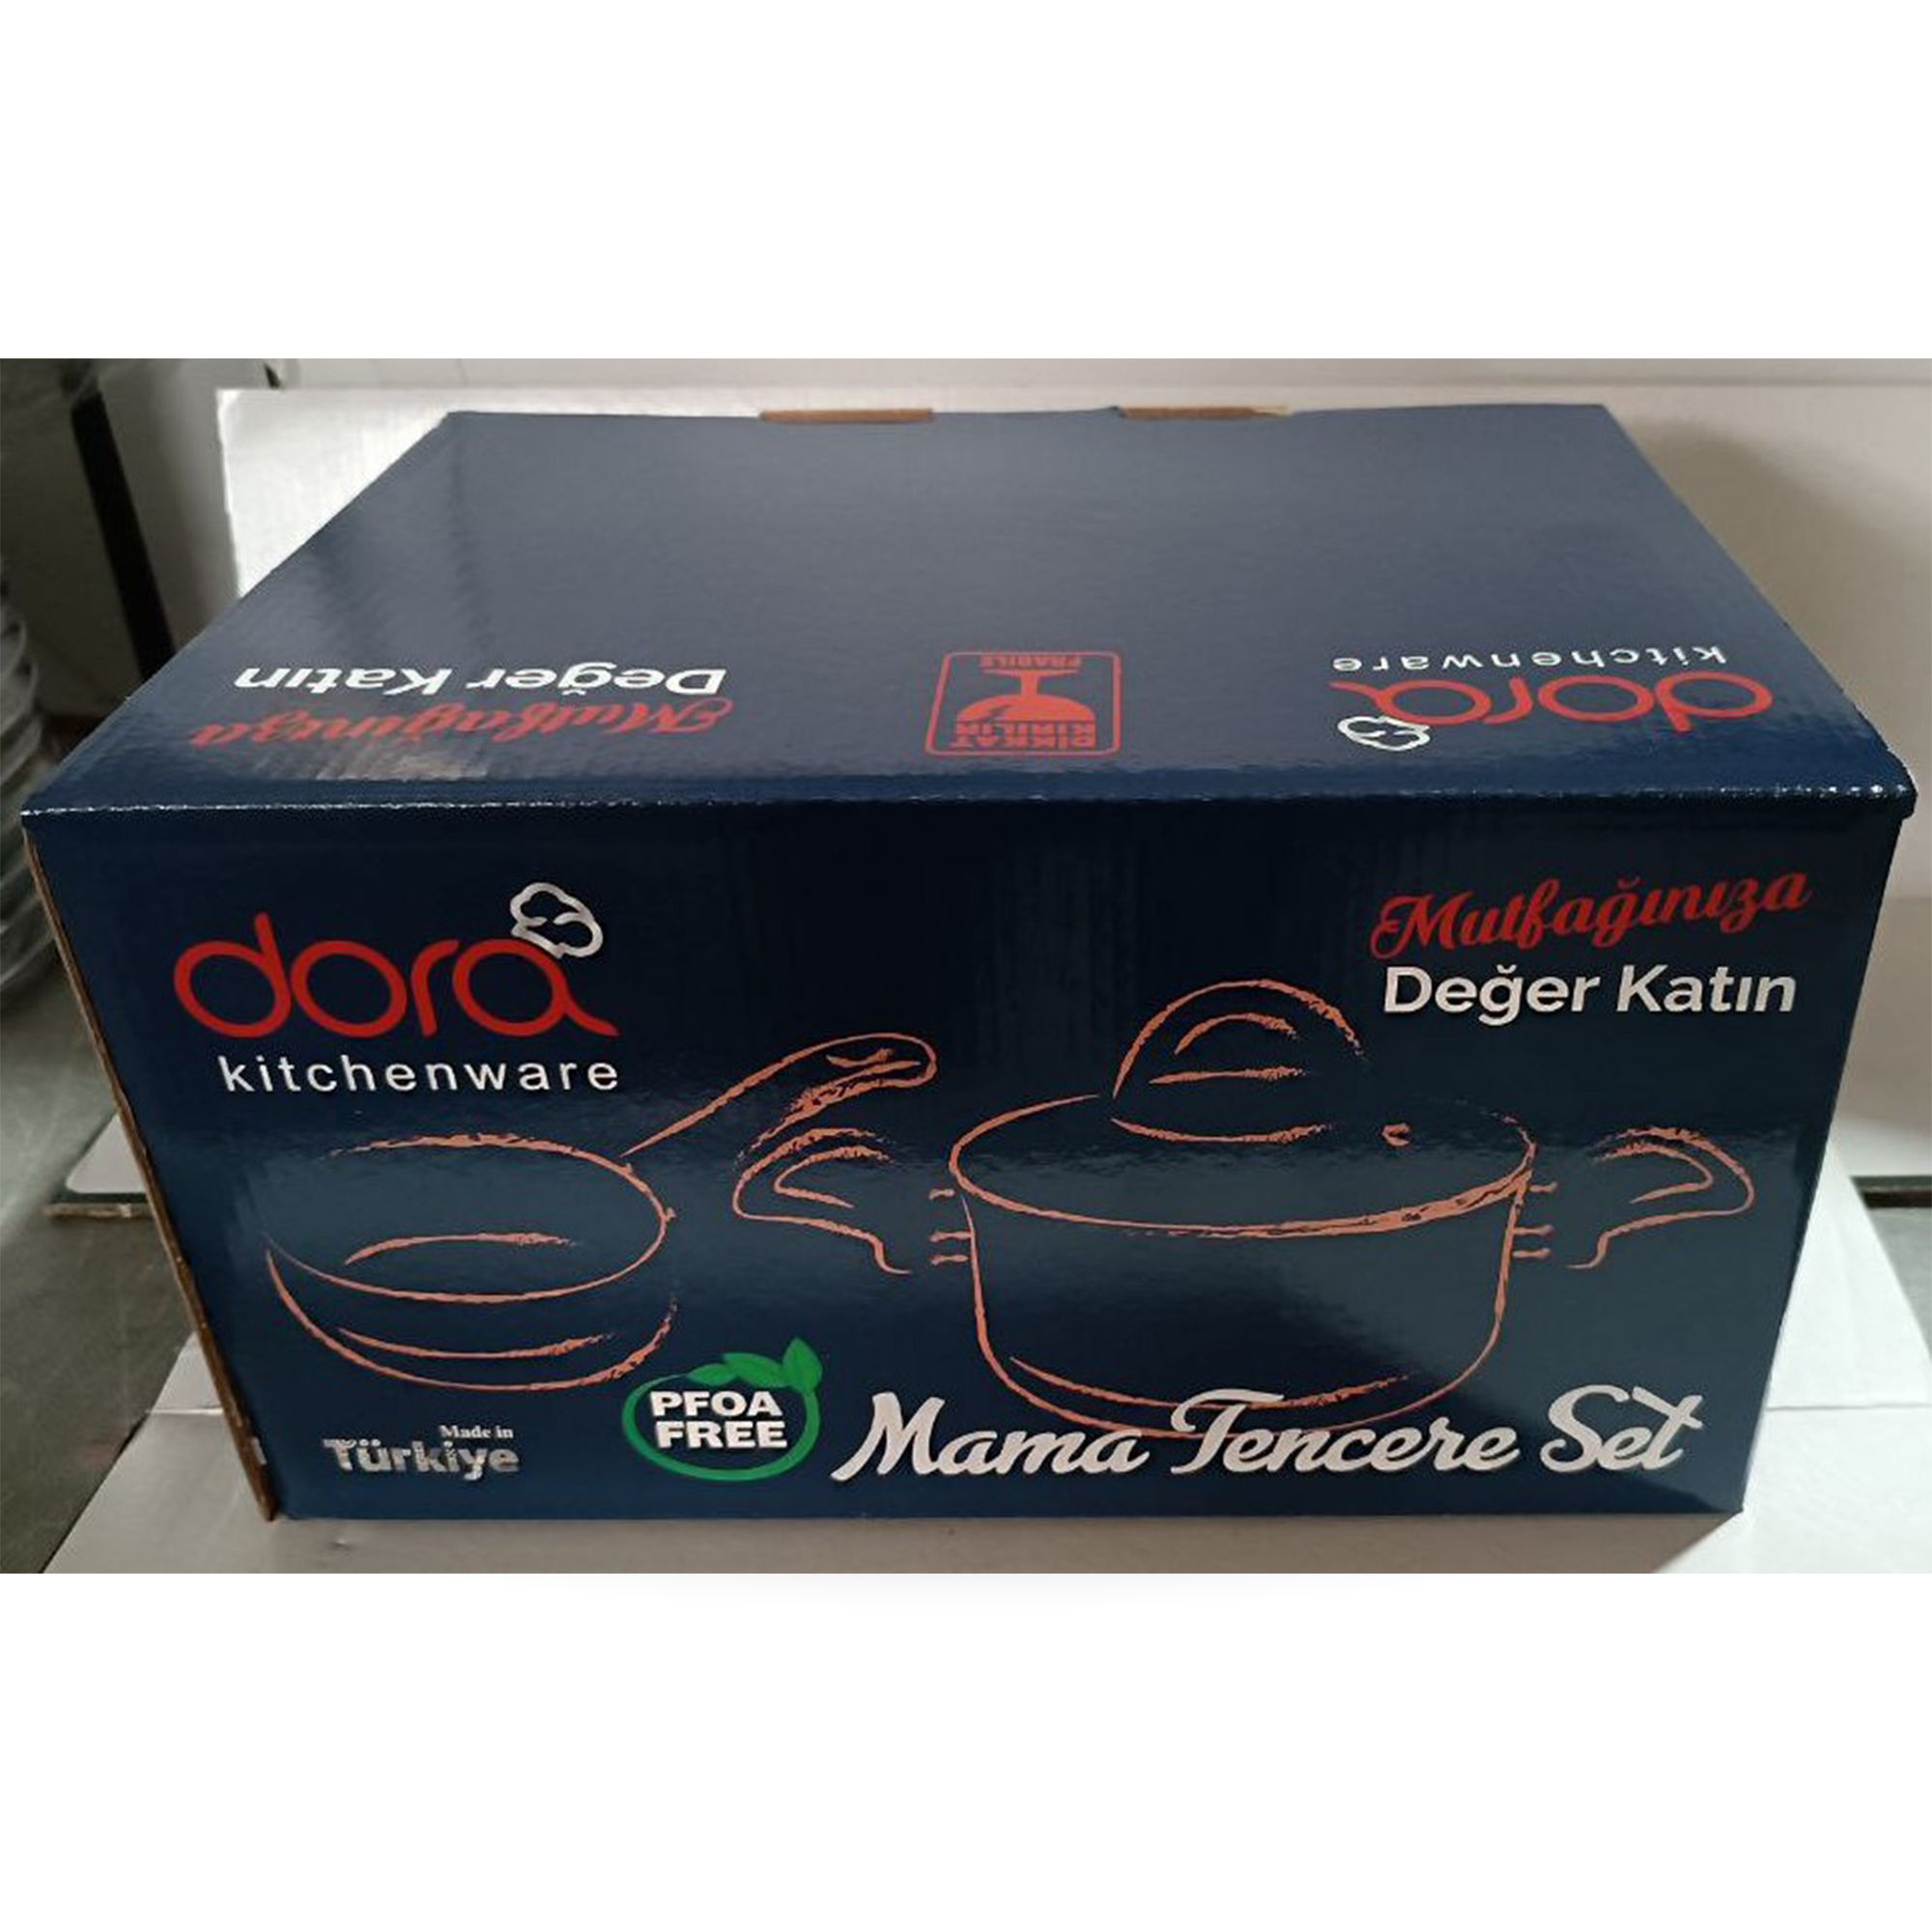 Değer Katın
Mutfağınıza
FRAGILE
DİKKAT
KIRILIR
kitchenware
dora
dora
kitchenware
Mutfağınıza
Değer Katın
PFOA
FREE
Made in
Türkiye
Mama Tencere Set